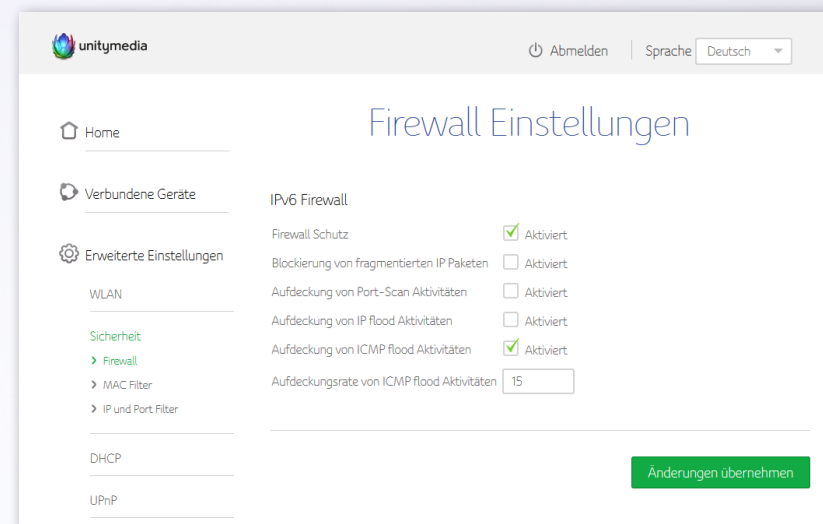 unitymedia
Abmelden
Sprache
Deutsch
Home
Verbundene Geräte
Erweiterte Einstellungen
WLAN
Sicherheit
Firewall
MAC Filter
IP und Port Filter
DHCP
UPnP
Firewall Einstellungen
IPv6 Firewall
Firewall Schutz Aktiviert
Blockierung von fragmentierten IP Paketen Aktiviert
Aufdeckung von Port-Scan Aktivitäten Aktiviert
Aufdeckung von IP flood Aktivitäten Aktiviert
Aufdeckung von ICMP flood Aktivitäten Aktiviert
Aufdeckungsrate von ICMP flood Aktivitäten 15
Änderungen übernehmen